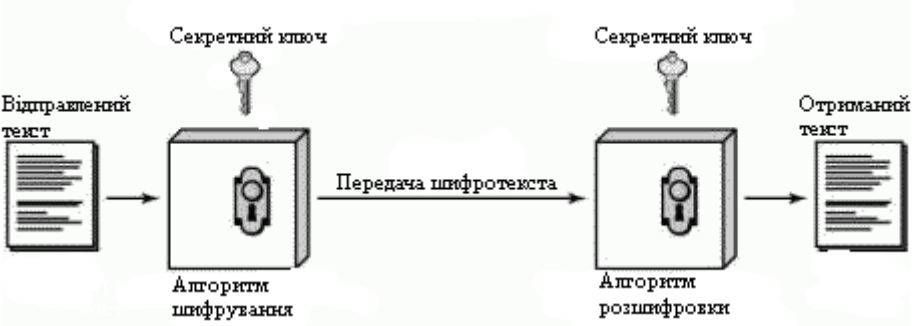 Секретний ключ
Секретний ключ
Відправлений
текст
Отриманий
текст
Передача шифротекста
Алгоритм
шифрування
Алгоритм
розшифровки